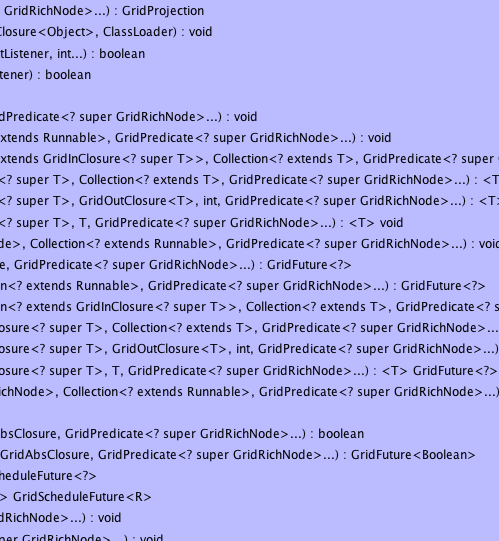 GridRichNode>...) : GridProjection
Closure<Object>, ClassLoader) : void
tListener, int...) : boolean
tener) : boolean
dPredicate<? super GridRichNode>...) : void
xtends Runnable>, GridPredicate<? super GridRichNode>...) : void
xtends GridInClosure<? super T>>, Collection<? extends T>, GridPredicate<? super
<? super T>, Collection<? extends T>, GridPredicate<? super GridRichNode>...) : <T
<? super T>, GridOutClosure<T>, int, GridPredicate<? super GridRichNode>...) : <T>
<? super T>, T, GridPredicate<? super GridRichNode>...) : <T> void
de>, Collection<? extends Runnable>, GridPredicate<? super GridRichNode>...) : void
e, GridPredicate<? super GridRichNode>...) : GridFuture<?>
n<? extends Runnable>, GridPredicate<? super GridRichNode>...) : GridFuture<?>
n<? extends GridInClosure<? super T>>, Collection<? extends T>, GridPredicate<? s
osure<? super T>, Collection<? extends T>, GridPredicate<? super GridRichNode>...
osure<? super T>, GridOutClosure<T>, int, GridPredicate<? super GridRichNode>...)
osure<? super T>, T, GridPredicate<? super GridRichNode>...) : <T> GridFuture<?>
ichNode>, Collection<? extends Runnable>, GridPredicate<? super GridRichNode>...)
bsClosure, GridPredicate<? super GridRichNode>...) : boolean
GridAbsClosure, GridPredicate<? super GridRichNode>...) : GridFuture<Boolean>
heduleFuture<?>
> GridScheduleFuture<R>
dRichNode>...) : void
per GridRichNode>...) : void